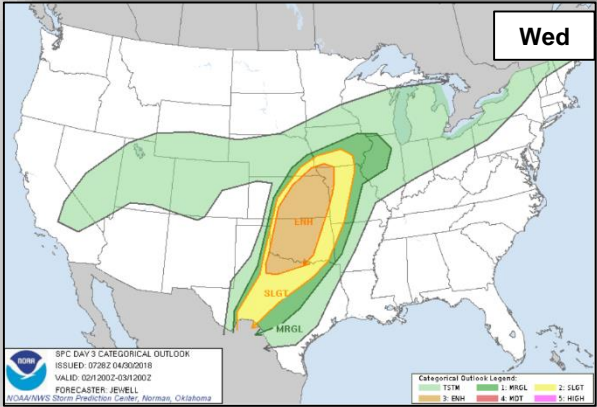 Wed
ENH
SLGT
MRGL
NOAA
SPC DAY 3 CATEGORICAL OUTLOOK
ISSUED: 0728Z 04/30/2018
VALID: 02/1200Z-03/1200Z
FORECASTER: JEWELL
NOAA/NWS Storm Prediction Center, Norman, Oklahoma
Categorical Outlook Legend:
TSTM 1: MRGL 2: SLGT
3: ENH 4: MDT 5: HIGH